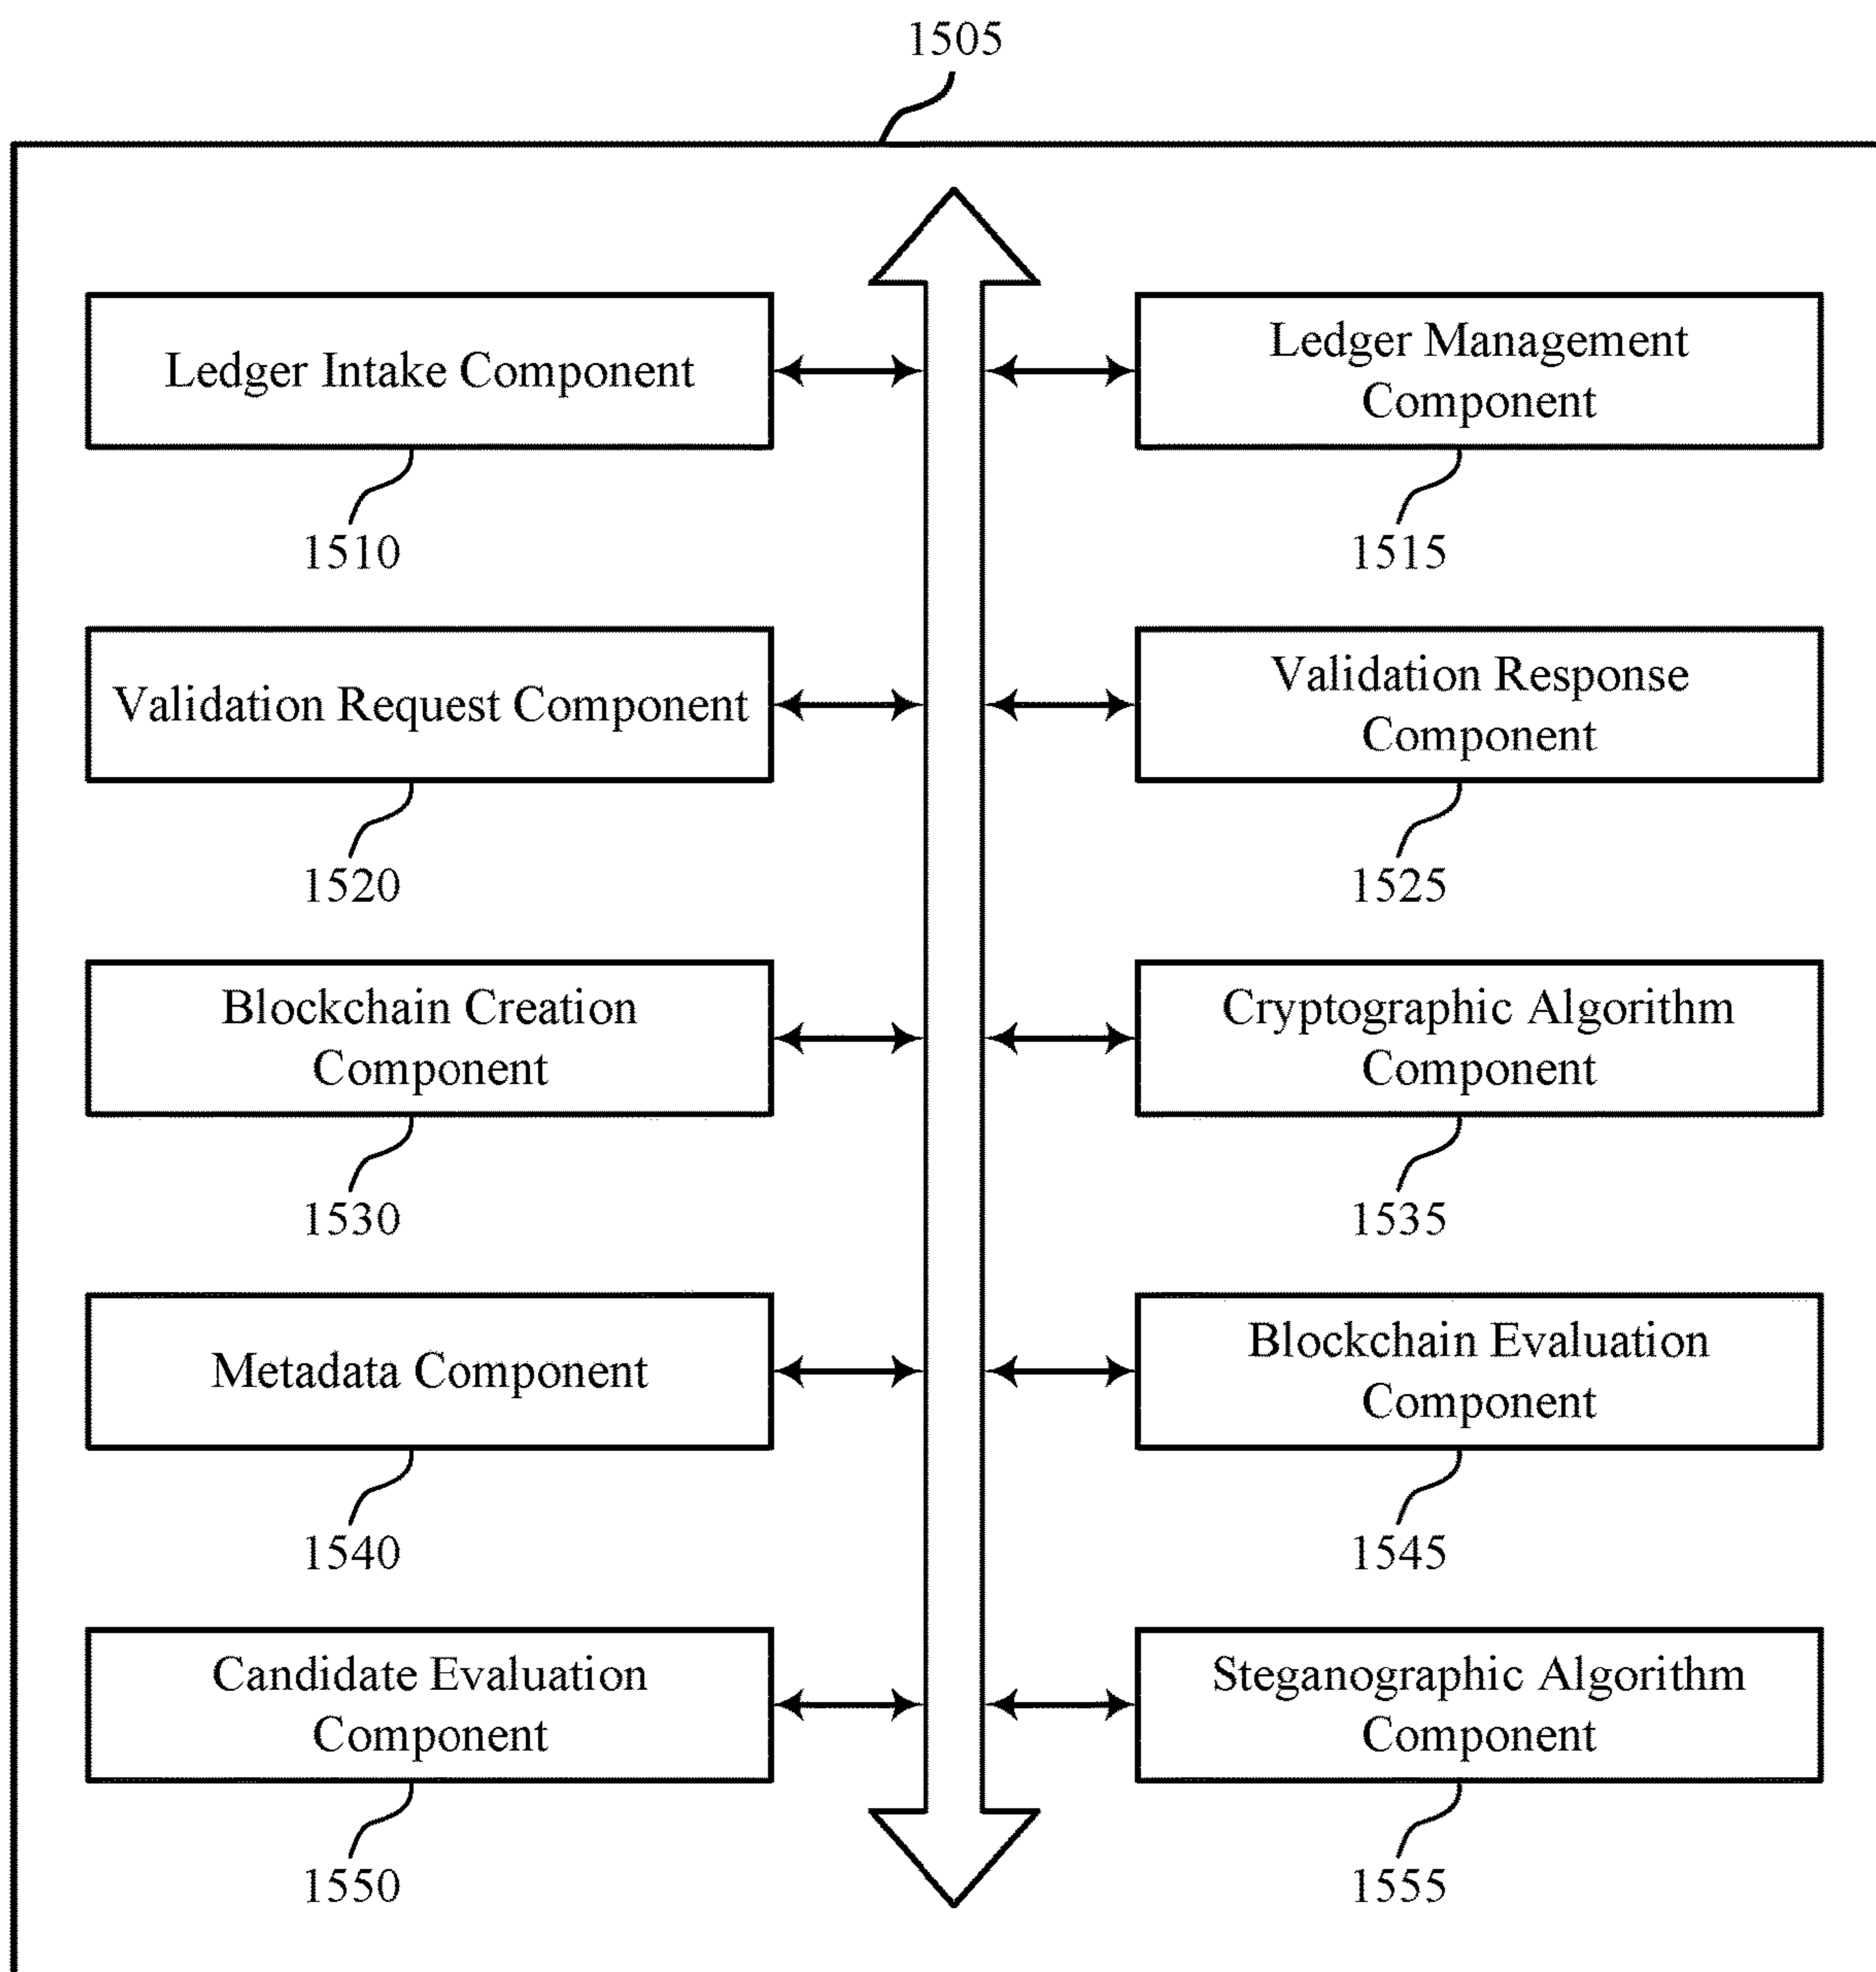 1505
Ledger Intake Component
1510
Ledger Management
Component
1515
Validation Request Component
1520
Validation Response
Component
1525
Blockchain Creation
Component
1530
Cryptographic Algorithm
Component
1535
Metadata Component
1540
Blockchain Evaluation
Component
1545
Candidate Evaluation
Component
1550
Steganographic Algorithm
Component
1555